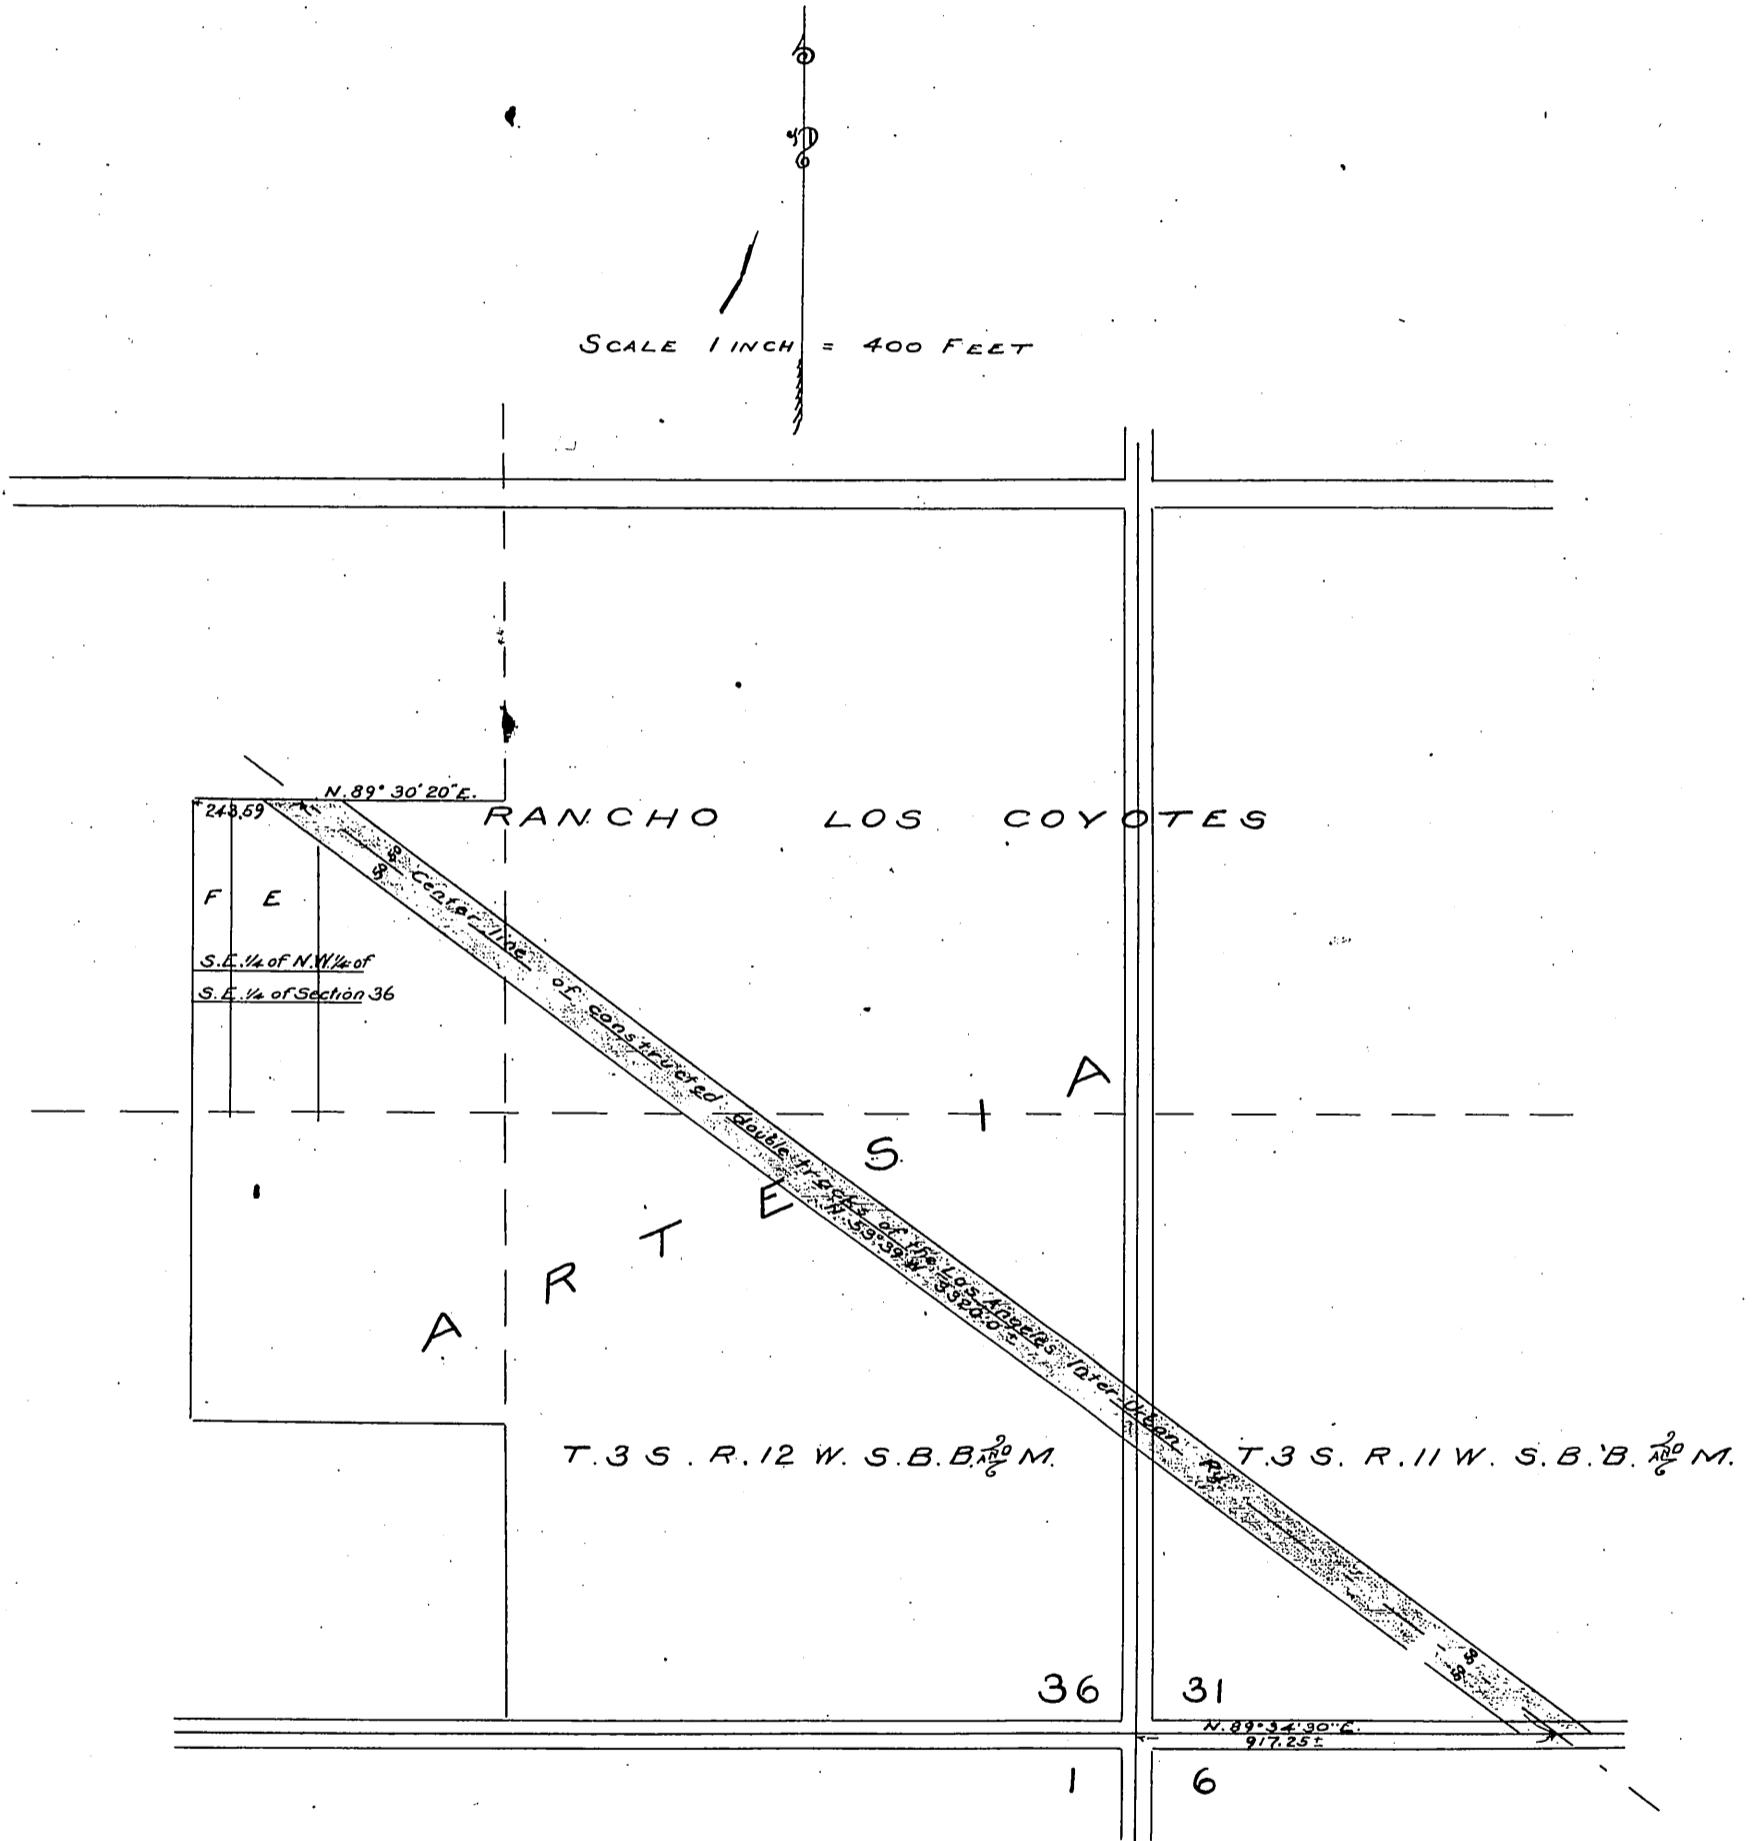 SCALE 1 INCH = 400 FEET
N. 89° 30' 20" E.
243.59
RANCHO LOS COYOTES
F E
S.E. 1/4 of N.W. 1/4 of
S.E. 1/4 of Section 36
Center line of constructed double tracks of the Los Angeles Inter-Urban Ry.
N. 59° 39' W. 3320.0 ±
ARTESIA
T. 3 S. R. 12 W. S.B.B. AND M.
T. 3 S. R. 11 W. S.B.B. AND M.
36 31
N. 89° 34' 30" E.
917.25 ±
1 6